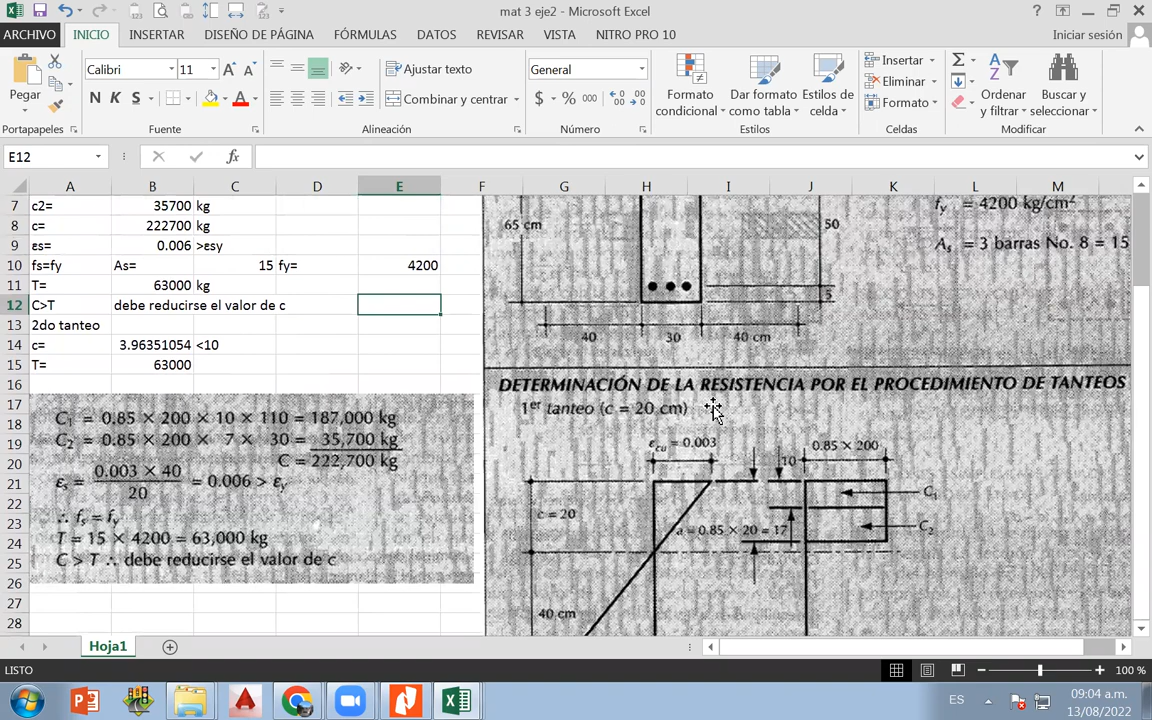 mat 3 eje2 - Microsoft Excel
ARCHIVO INICIO INSERTAR DISEÑO DE PÁGINA FÓRMULAS DATOS REVISAR VISTA NITRO PRO 10 Iniciar sesión
Pegar
Calibri 11
N K S
Ajustar texto
Combinar y centrar
General
$ % 000
Formato condicional
Dar formato como tabla
Estilos de celda
Insertar
Eliminar
Formato
Ordenar y filtrar
Buscar y seleccionar
Portapapeles Fuente Alineación Número Estilos Celdas Modificar
E12 fx
A B C D E F G H I J K L M
7 c2= 35700 kg
8 c= 222700 kg
9 εs= 0.006 >εsy
10 fs=fy As= 15 fy= 4200
11 T= 63000 kg
12 C>T debe reducirse el valor de c
13 2do tanteo
14 c= 3.96351054 <10
15 T= 63000
16
17
18
19
20
21
22
23
24
25
26
27
28
C1 = 0.85 × 200 × 10 × 110 = 187,000 kg
C2 = 0.85 × 200 × 7 × 30 = 35,700 kg
C = 222,700 kg
εs = 0.003 × 40 / 20 = 0.006 > εy
∴ fs = fy
T = 15 × 4200 = 63,000 kg
C > T ∴ debe reducirse el valor de c
65 cm
50
5
40 30 40 cm
fy = 4200 kg/cm2
As = 3 barras No. 8 = 15
DETERMINACIÓN DE LA RESISTENCIA POR EL PROCEDIMIENTO DE TANTEOS
1er tanteo (c = 20 cm)
εcu = 0.003
0.85 × 200
10
C1
c = 20
a = 0.85 × 20 = 17
C2
40 cm
Hoja1
LISTO
100 %
ES
09:04 a.m.
13/08/2022